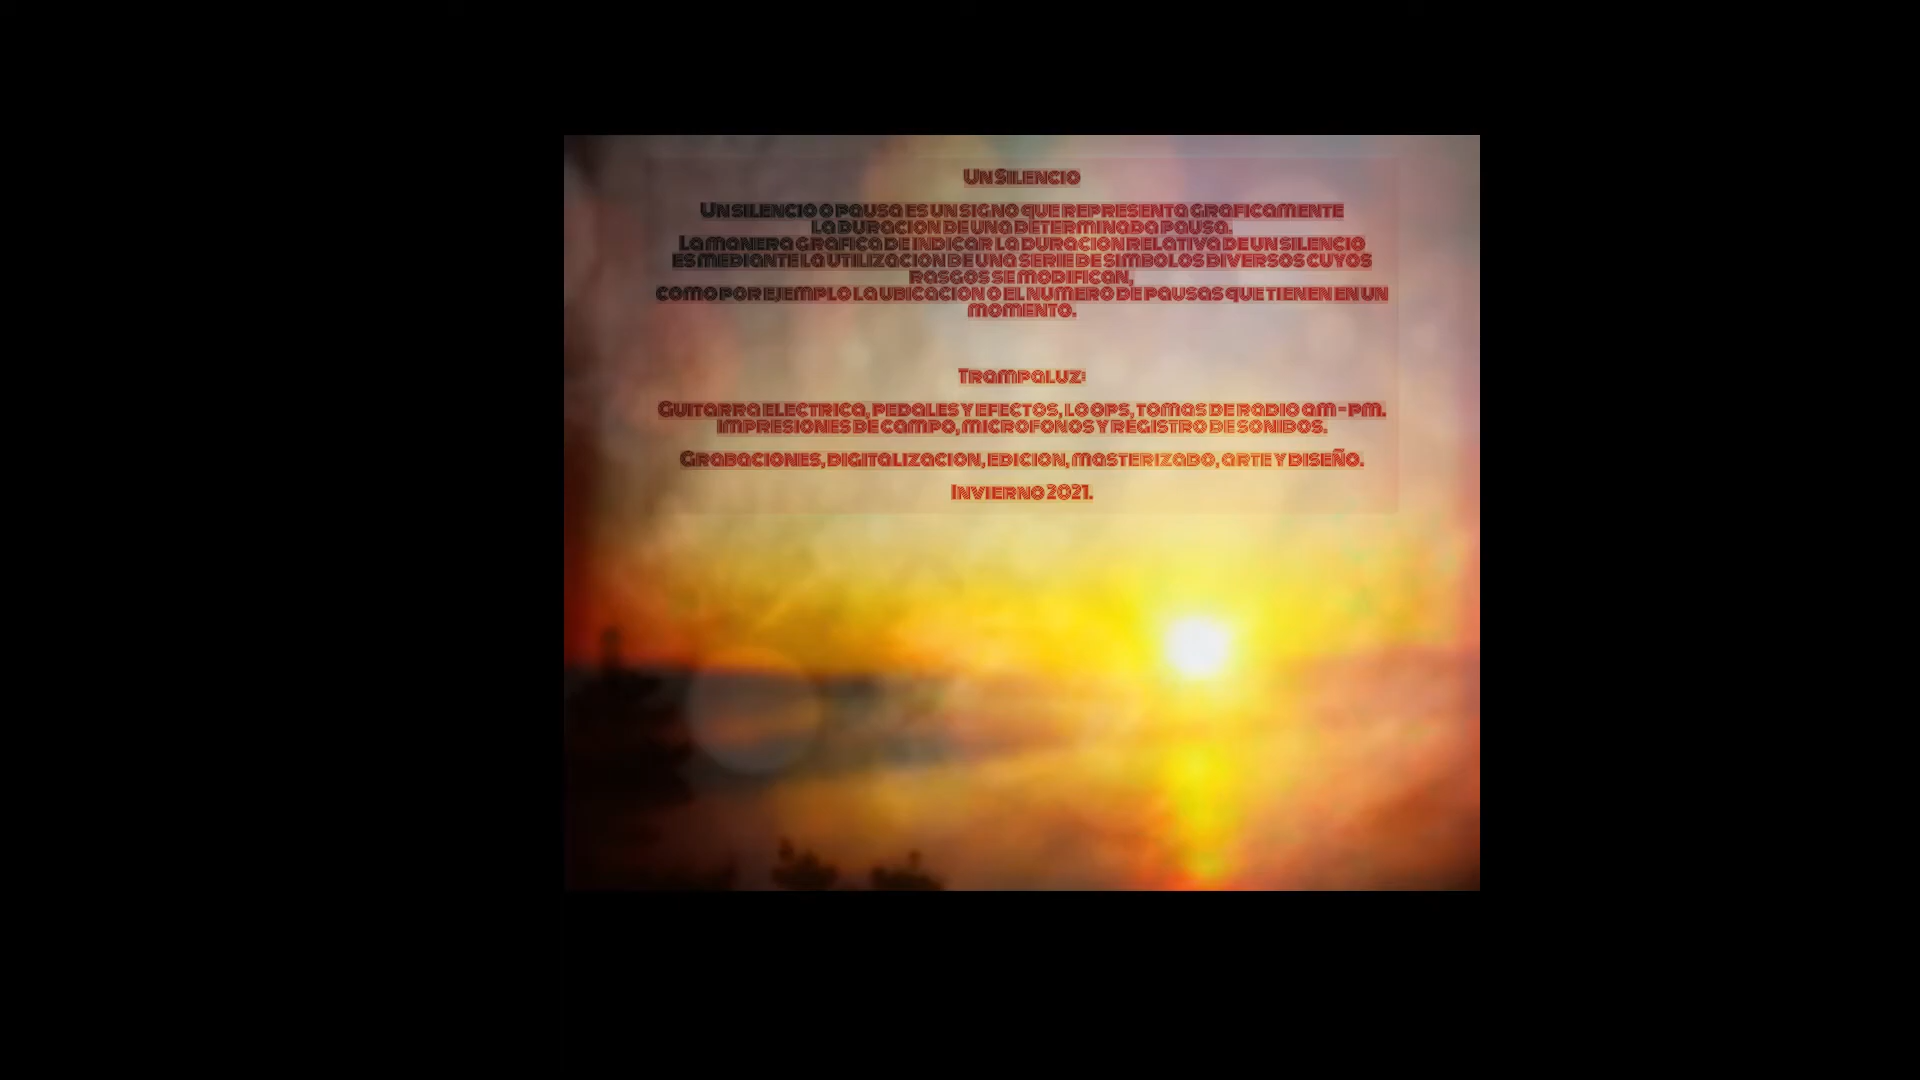 Un Silencio
Un silencio o pausa es un signo que representa graficamente
la duracion de una determinada pausa.
La manera grafica de indicar la duracion relativa de un silencio
es mediante la utilizacion de una serie de simbolos diversos cuyos
rasgos se modifican,
como por ejemplo la ubicacion o el numero de pausas que tienen en un
momento.
Trampaluz:
Guitarra electrica, pedales y efectos, loops, tomas de radio am - pm.
impresiones de campo, microfonos y registro de sonidos.
Grabaciones, digitalizacion, edicion, masterizado, arte y diseño.
Invierno 2021.